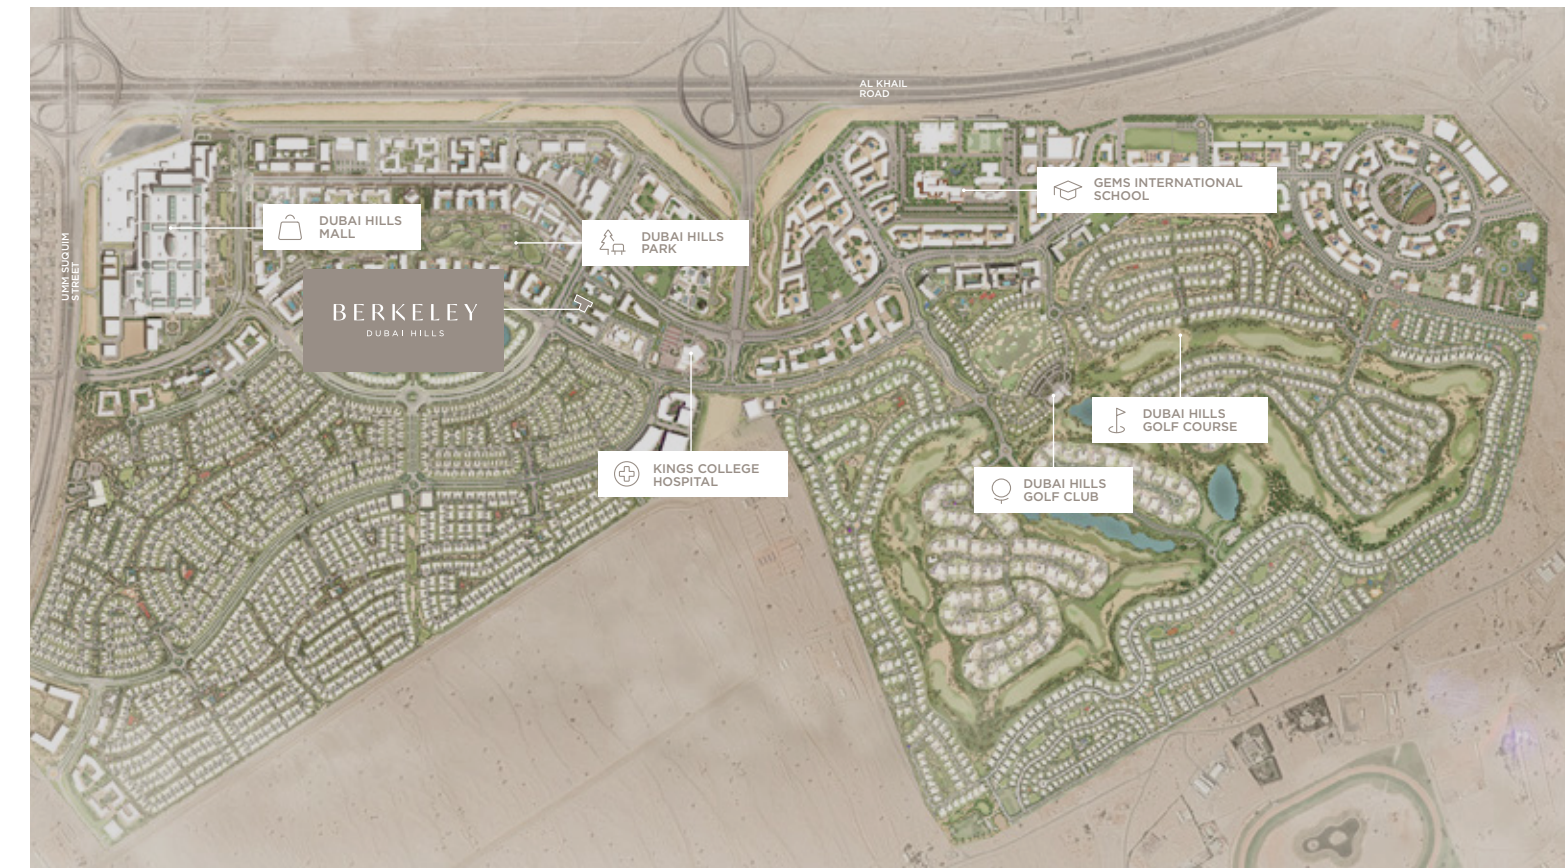 AL KHAIL
ROAD
GEMS INTERNATIONAL
SCHOOL
DUBAI HILLS
MALL
DUBAI HILLS
PARK
UMM SUQUIM
STREET
BERKELEY
DUBAI HILLS
DUBAI HILLS
GOLF COURSE
KINGS COLLEGE
HOSPITAL
DUBAI HILLS
GOLF CLUB